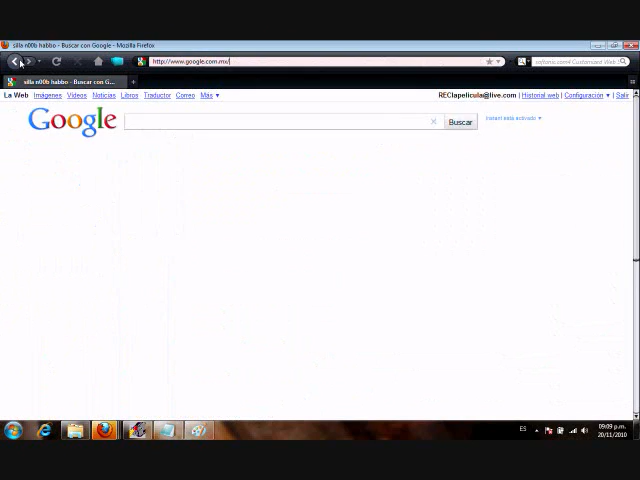 silla n00b habbo - Buscar con Google - Mozilla Firefox
http://www.google.com.mx/
softonic.com4 Customized Web
silla n00b habbo - Buscar con G...
La Web Imágenes Vídeos Noticias Libros Traductor Correo Más ▼
REClapelicula@live.com | Historial web | Configuración ▼ | Salir
Google
Buscar
Instant está activado ▼
ES
09:09 p.m.
20/11/2010